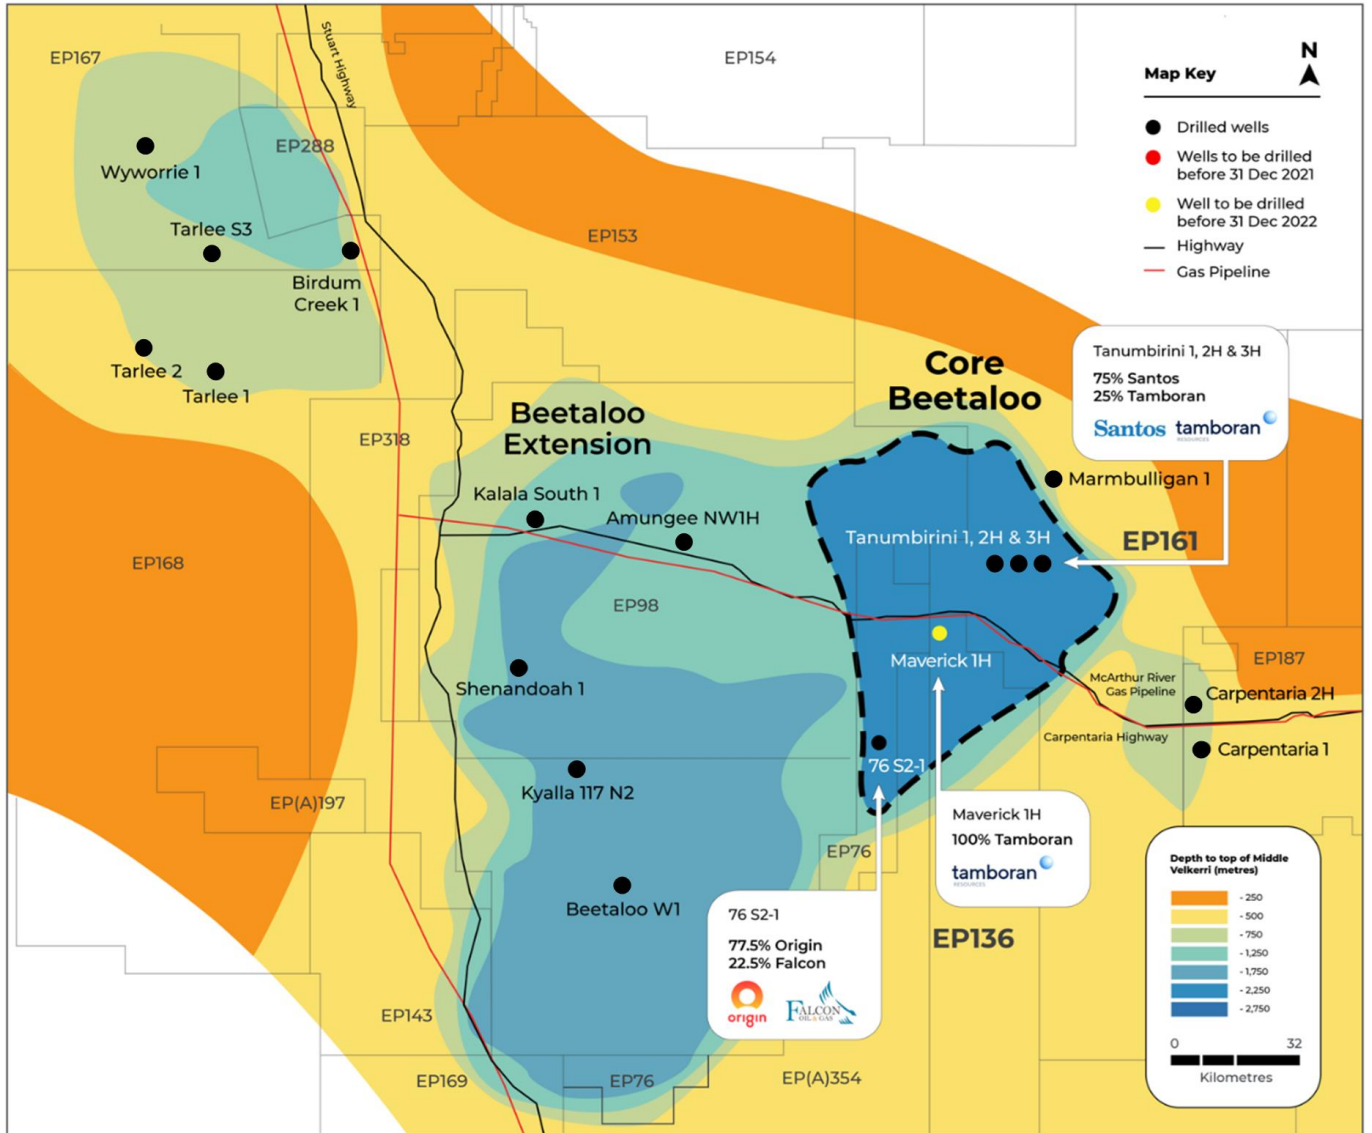 EP167
Stuart Highway
EP154
N
Map Key
Drilled wells
Wells to be drilled
before 31 Dec 2021
Well to be drilled
before 31 Dec 2022
Highway
Gas Pipeline
EP288
Wyworrie 1
Tarlee S3
EP153
Birdum
Creek 1
Tarlee 2
Tarlee 1
Core
Beetaloo
Tanumbirini 1, 2H & 3H
75% Santos
25% Tamboran
Santos tamboran
RESOURCES
Beetaloo
Extension
EP318
Kalala South 1
Amungee NW1H
Marmbulligan 1
Tanumbirini 1, 2H & 3H
EP161
EP168
EP98
Maverick 1H
EP187
Shenandoah 1
McArthur River
Gas Pipeline
Carpentaria 2H
Carpentaria Highway
Carpentaria 1
76 S2-1
Kyalla 117 N2
EP(A)197
Maverick 1H
100% Tamboran
tamboran
RESOURCES
EP76
Beetaloo W1
76 S2-1
77.5% Origin
22.5% Falcon
origin
FALCON
OIL & GAS
EP136
Depth to top of Middle
Velkerri (metres)
- 250
- 500
- 750
- 1,250
- 1,750
- 2,250
- 2,750
0 32
Kilometres
EP143
EP169
EP76
EP(A)354